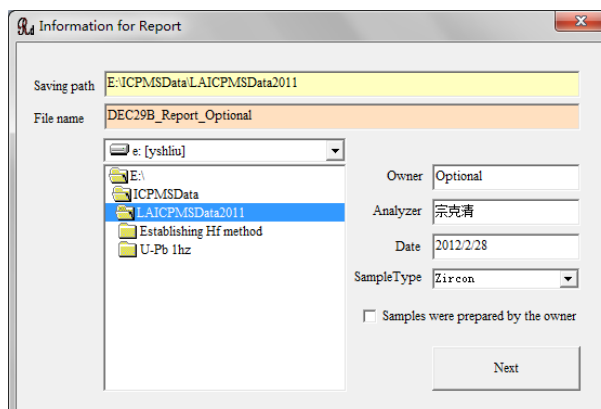 Rd Information for Report
Saving path E:\ICPMSData\LAICPMSData2011
File name DEC29B_Report_Optional
e: [yshliu]
E:\
ICPMSData
LAICPMSData2011
Establishing Hf method
U-Pb 1hz
Owner Optional
Analyzer 宗克清
Date 2012/2/28
SampleType Zircon
Samples were prepared by the owner
Next